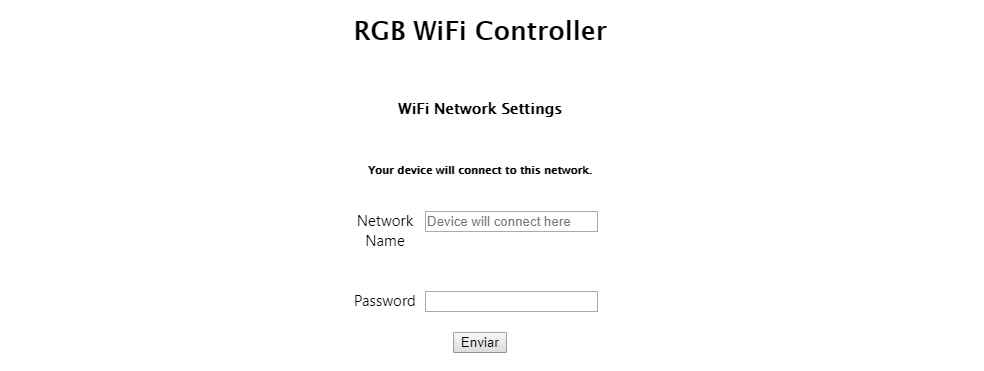 RGB WiFi Controller
WiFi Network Settings
Your device will connect to this network.
Network
Name
Device will connect here
Password
Enviar